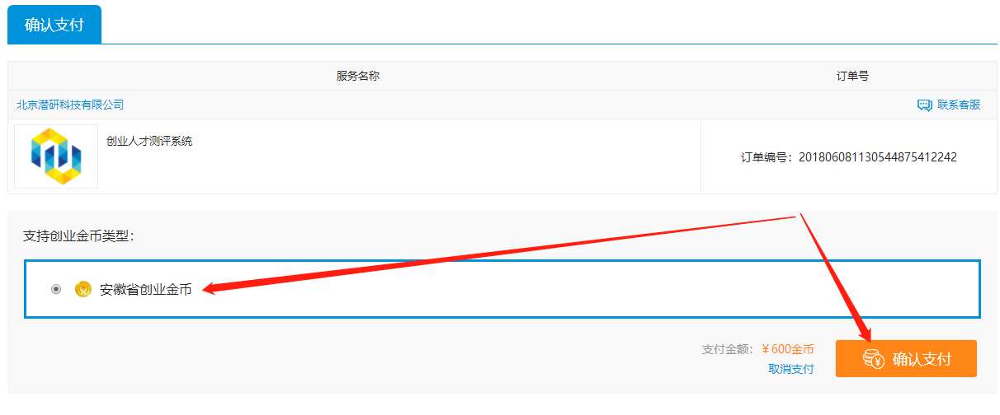 确认支付
服务名称 订单号
北京潜研科技有限公司 联系客服
创业人才测评系统
订单编号：201806081130544875412242
支持创业金币类型：
安徽省创业金币
支付金额：￥600金币
取消支付
确认支付